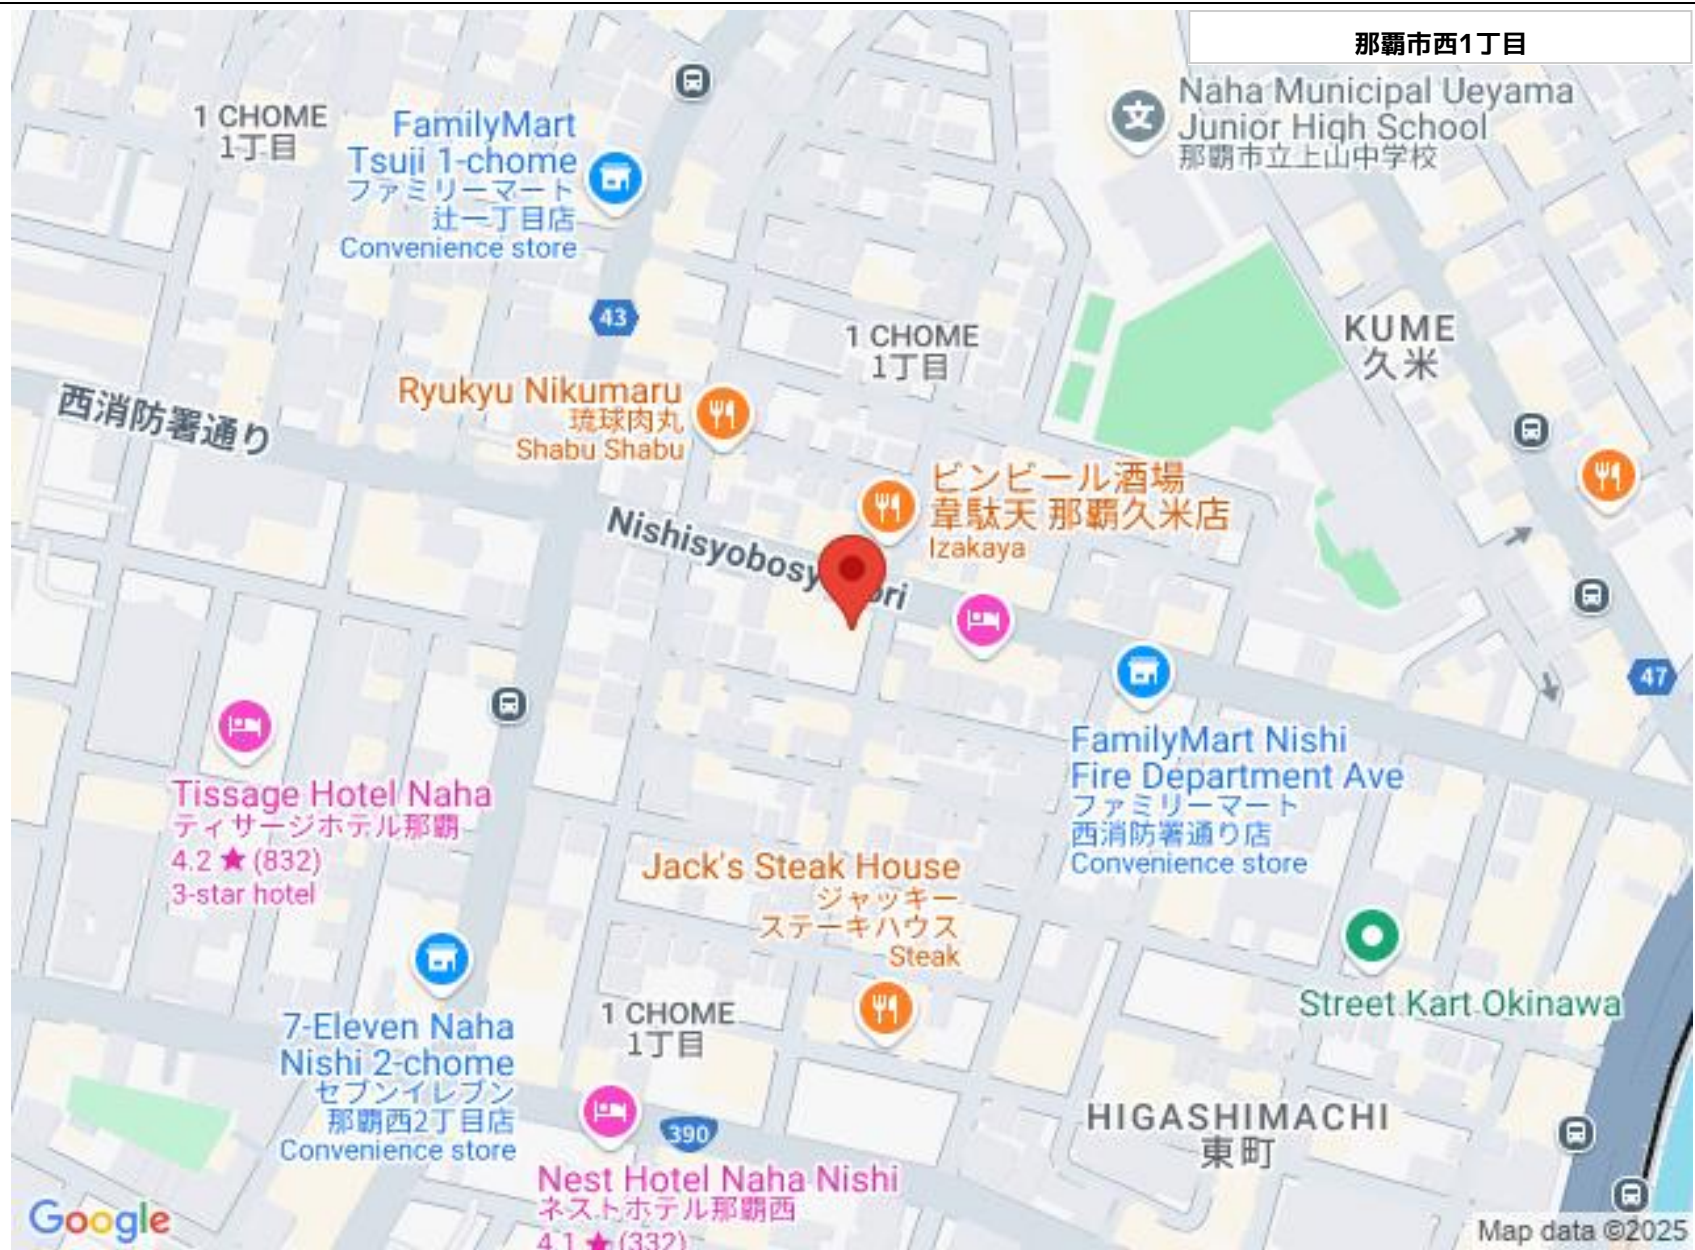 那覇市西1丁目
Naha Municipal Ueyama
Junior High School
那覇市立上山中学校
1 CHOME
1丁目
FamilyMart
Tsuji 1-chome
ファミリーマート
辻一丁目店
Convenience store
43
1 CHOME
1丁目
KUME
久米
西消防署通り
Ryukyu Nikumaru
琉球肉丸
Shabu Shabu
ビンビール酒場
韋駄天 那覇久米店
Izakaya
Nishisyobosy
ori
47
FamilyMart Nishi
Fire Department Ave
ファミリーマート
西消防署通り店
Convenience store
Tissage Hotel Naha
ティサージホテル那覇
4.2 ★ (832)
3-star hotel
Jack's Steak House
ジャッキー
ステーキハウス
Steak
Street Kart Okinawa
7-Eleven Naha
Nishi 2-chome
セブンイレブン
那覇西2丁目店
Convenience store
1 CHOME
1丁目
390
HIGASHIMACHI
東町
Nest Hotel Naha Nishi
ネストホテル那覇西
4.1 ★ (332)
Google
Map data ©2025